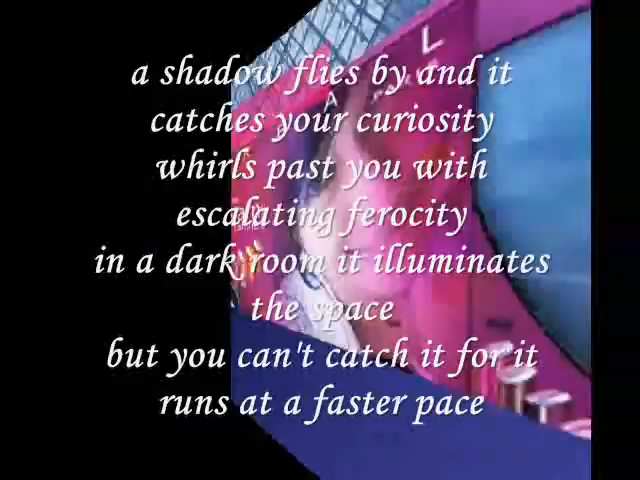 a shadow flies by and it
catches your curiosity
whirls past you with
escalating ferocity
in a dark room it illuminates
the space
but you can't catch it for it
runs at a faster pace
L
A